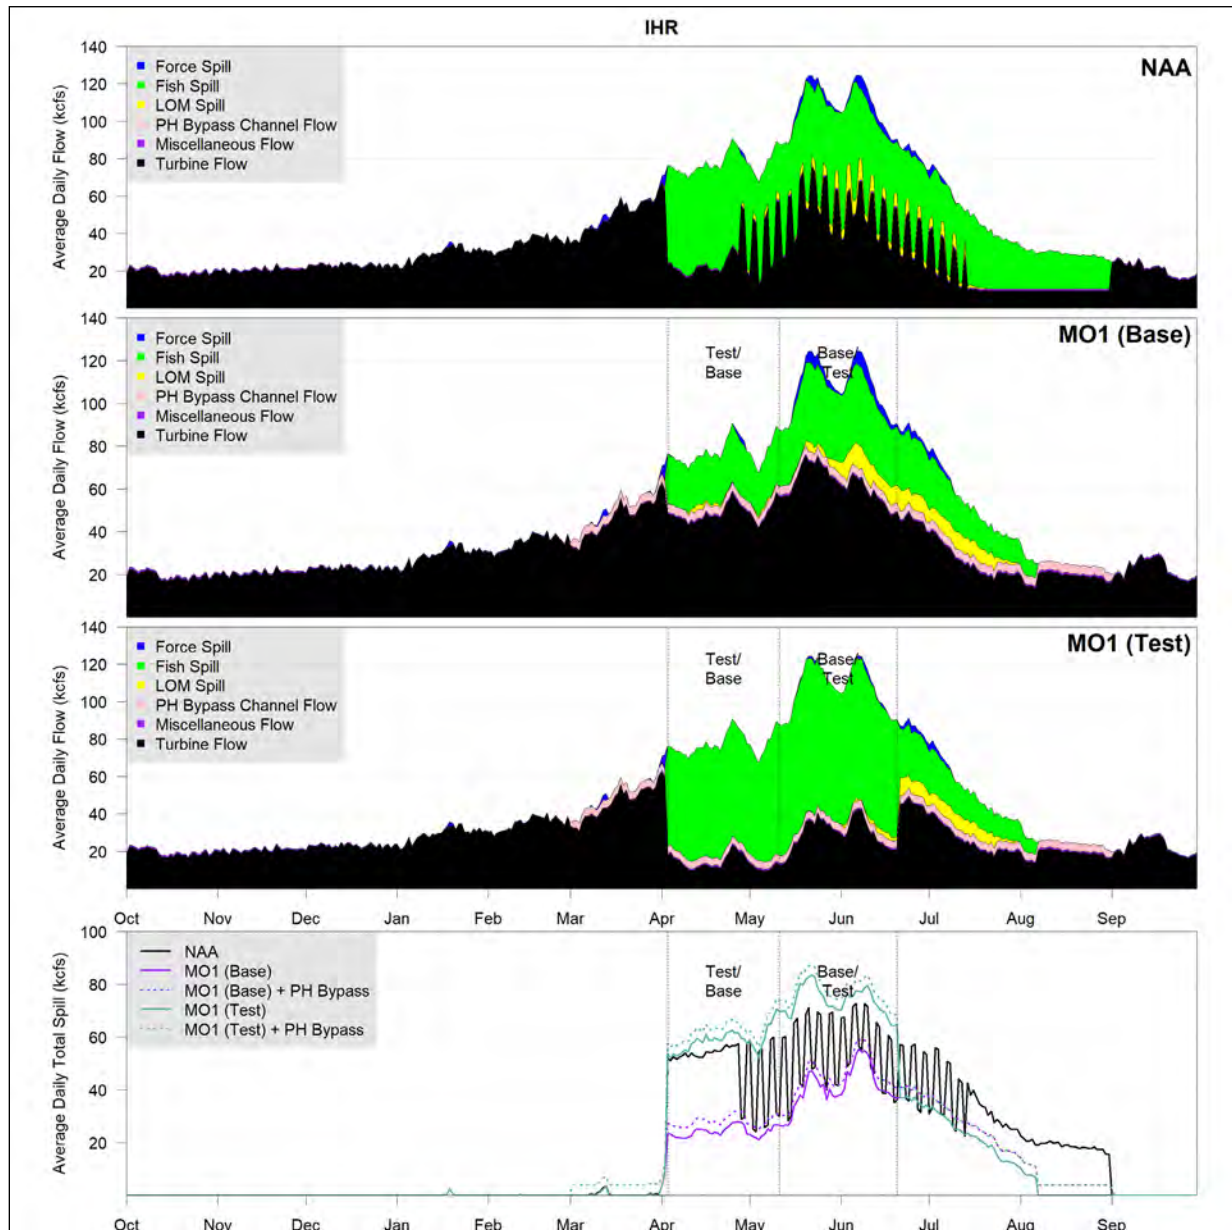 IHR
NAA
Average Daily Flow (kcfs)
140
120
100
80
60
40
20
Force Spill
Fish Spill
LOM Spill
PH Bypass Channel Flow
Miscellaneous Flow
Turbine Flow
MO1 (Base)
Average Daily Flow (kcfs)
140
120
100
80
60
40
20
Force Spill
Fish Spill
LOM Spill
PH Bypass Channel Flow
Miscellaneous Flow
Turbine Flow
Test/
Base
Base/
Test
MO1 (Test)
Average Daily Flow (kcfs)
140
120
100
80
60
40
20
Force Spill
Fish Spill
LOM Spill
PH Bypass Channel Flow
Miscellaneous Flow
Turbine Flow
Test/
Base
Base/
Test
Oct Nov Dec Jan Feb Mar Apr May Jun Jul Aug Sep
Average Daily Total Spill (kcfs)
100
80
60
40
20
NAA
MO1 (Base)
MO1 (Base) + PH Bypass
MO1 (Test)
MO1 (Test) + PH Bypass
Test/
Base
Base/
Test
Oct Nov Dec Jan Feb Mar Apr May Jun Jul Aug Sep